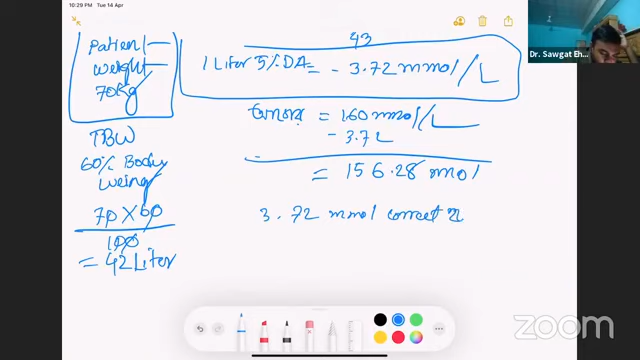 10:29 PM Tue 14 Apr
Dr. Sawgat Eh...
Patient
weight
70kg
TBW
60% Body
weing
70 X 60
100
= 42 Liter
43
1 Liter 5% DA = - 3.72 mmol/L
= 160 mmol/L
- 3.72
= 156.28 mmol
3.72 mmol correct
zoom